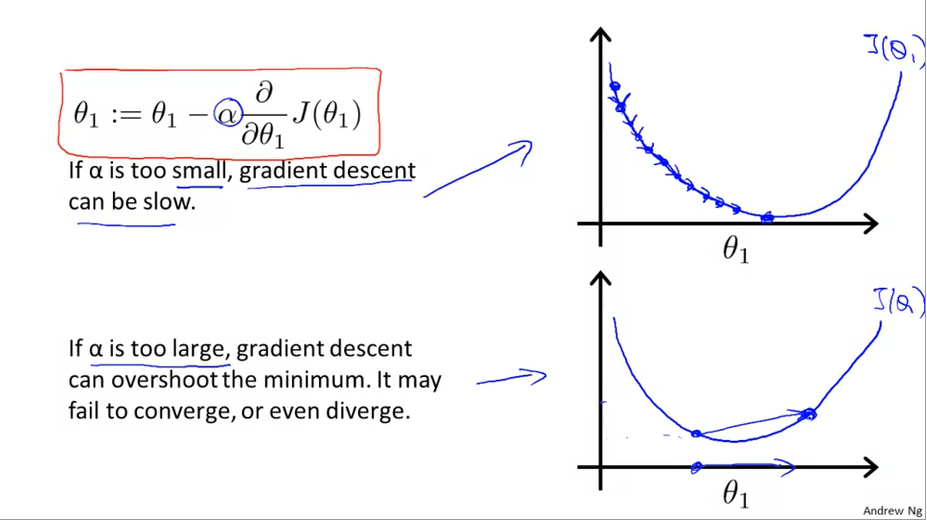 θ₁ := θ₁ − α ∂/∂θ₁ J(θ₁)
If α is too small, gradient descent
can be slow.
J(θ₁)
θ₁
If α is too large, gradient descent
can overshoot the minimum. It may
fail to converge, or even diverge.
θ₁
Andrew Ng